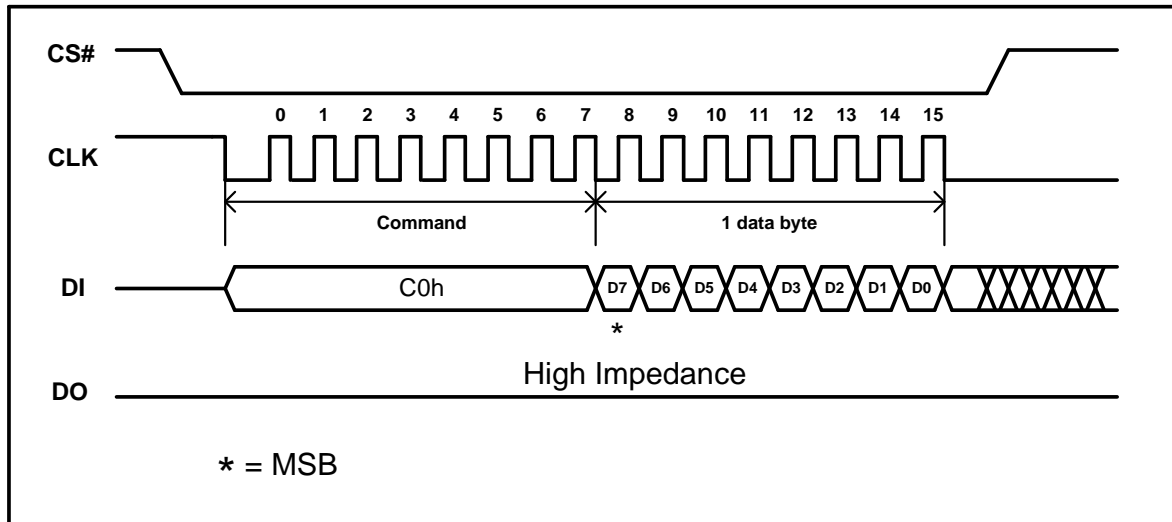 CS#
0 1 2 3 4 5 6 7 8 9 10 11 12 13 14 15
CLK
Command 1 data byte
DI C0h D7 D6 D5 D4 D3 D2 D1 D0
*
High Impedance
DO
* = MSB